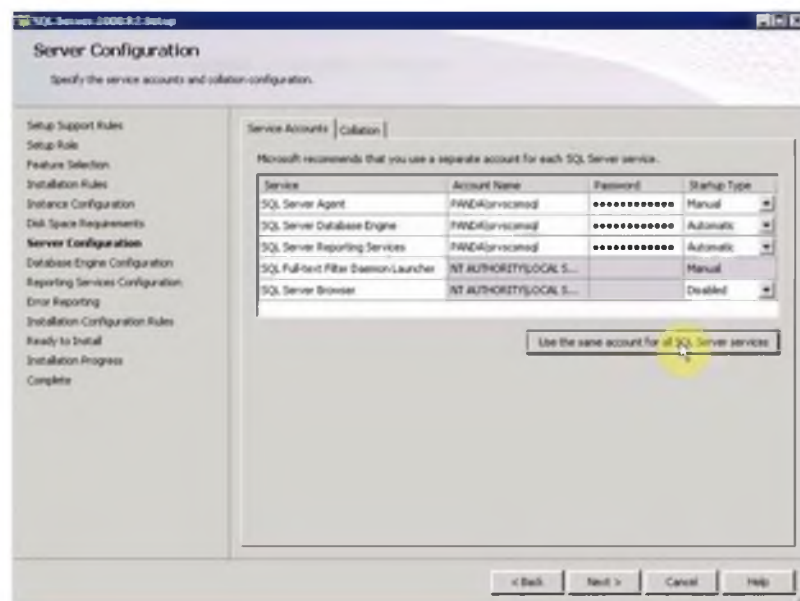 SQL Server 2008 R2 Setup
Server Configuration
Specify the service accounts and collation configuration.
Setup Support Rules
Setup Role
Feature Selection
Installation Rules
Instance Configuration
Disk Space Requirements
Server Configuration
Database Engine Configuration
Reporting Services Configuration
Error Reporting
Installation Configuration Rules
Ready to Install
Installation Progress
Complete
Service Accounts Collation
Microsoft recommends that you use a separate account for each SQL Server service.
Service Account Name Password Startup Type
SQL Server Agent Manual
SQL Server Database Engine Automatic
SQL Server Reporting Services Automatic
SQL Full-text Filter Daemon Launcher NT AUTHORITY\LOCAL S... Manual
SQL Server Browser NT AUTHORITY\LOCAL S... Disabled
Use the same account for all SQL Server services
< Back Next > Cancel Help